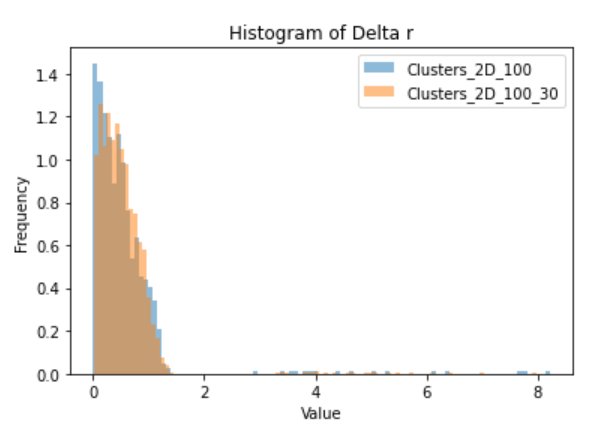 Histogram of Delta r
Clusters_2D_100
Clusters_2D_100_30
Frequency
1.4
1.2
1.0
0.8
0.6
0.4
0.2
0.0
0 2 4 6 8
Value